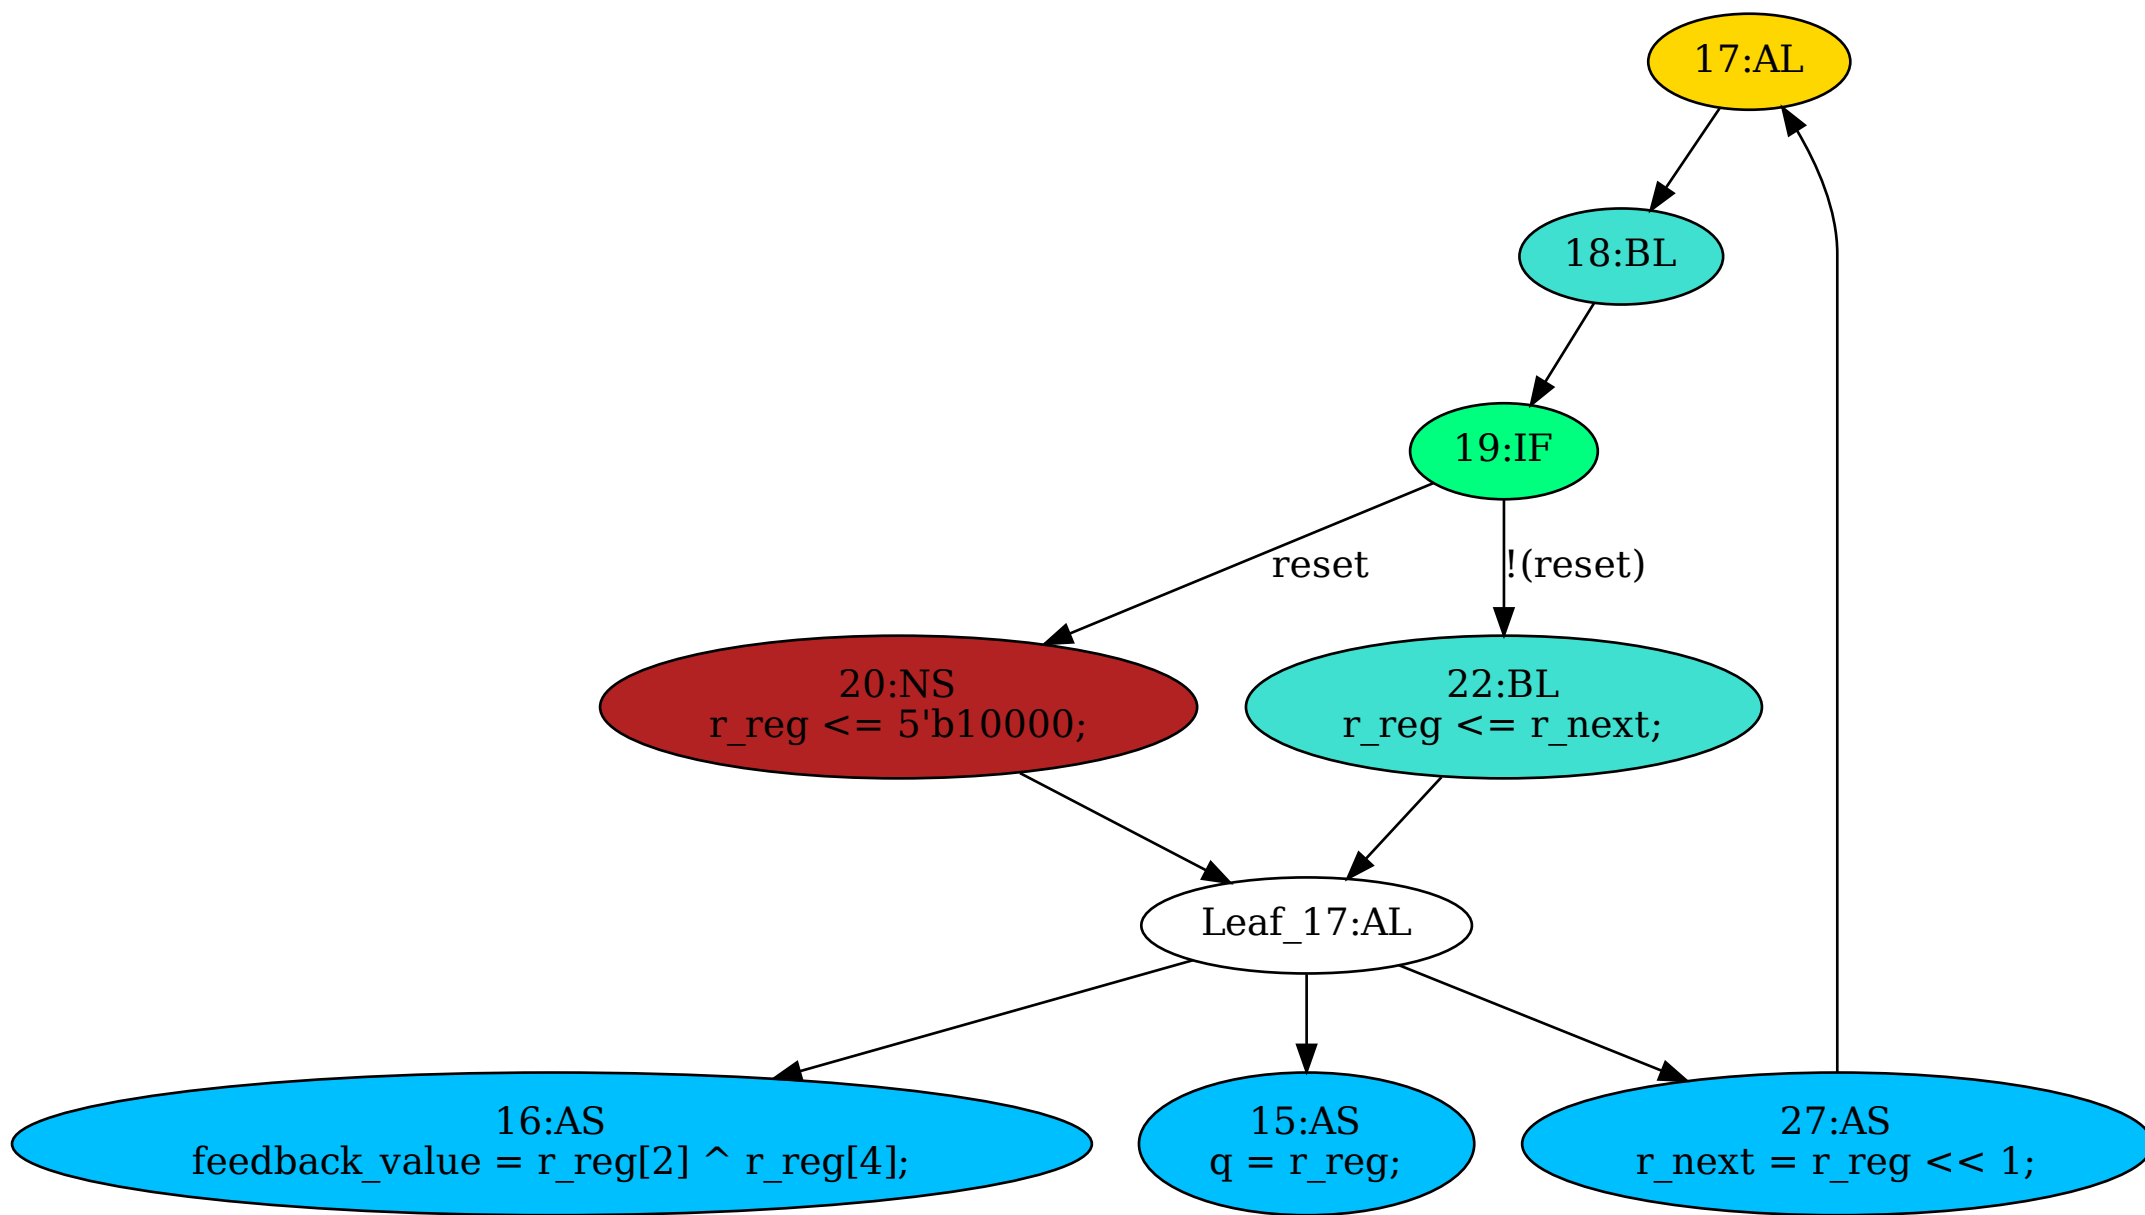 17:AL
18:BL
19:IF
reset
!(reset)
20:NS
r_reg <= 5'b10000;
22:BL
r_reg <= r_next;
Leaf_17:AL
16:AS
feedback_value = r_reg[2] ^ r_reg[4];
15:AS
q = r_reg;
27:AS
r_next = r_reg << 1;